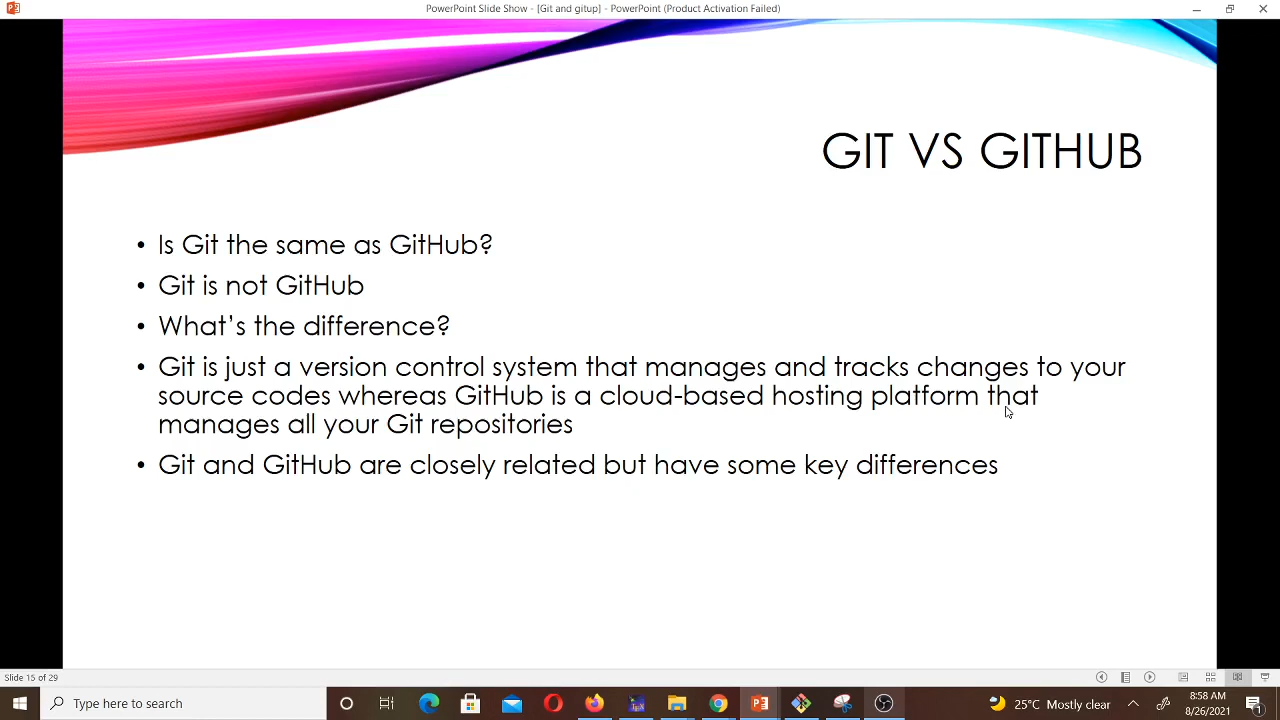 PowerPoint Slide Show - [Git and gitup] - PowerPoint (Product Activation Failed)
GIT VS GITHUB
• Is Git the same as GitHub?
• Git is not GitHub
• What's the difference?
• Git is just a version control system that manages and tracks changes to your
source codes whereas GitHub is a cloud-based hosting platform that
manages all your Git repositories
• Git and GitHub are closely related but have some key differences
Slide 15 of 29
Type here to search
25°C Mostly clear
8:58 AM
8/26/2021
1